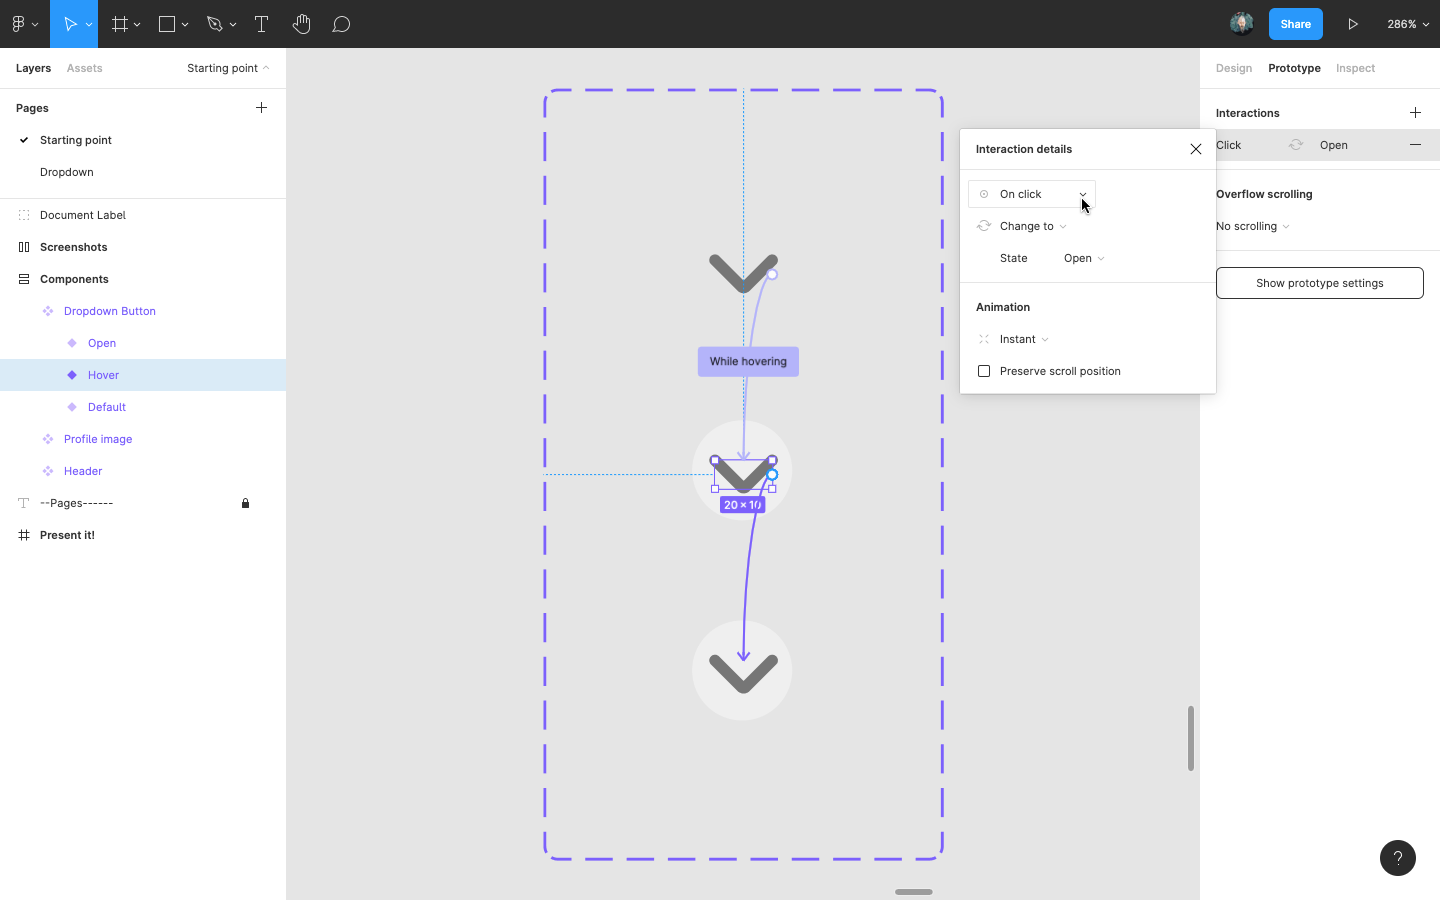 Share
286%
Layers
Assets
Starting point
Pages
Starting point
Dropdown
Document Label
Screenshots
Components
Dropdown Button
Open
Hover
Default
Profile image
Header
--Pages------
Present it!
While hovering
20 × 10
Interaction details
On click
Change to
State
Open
Animation
Instant
Preserve scroll position
Design
Prototype
Inspect
Interactions
Click
Open
Overflow scrolling
No scrolling
Show prototype settings
?